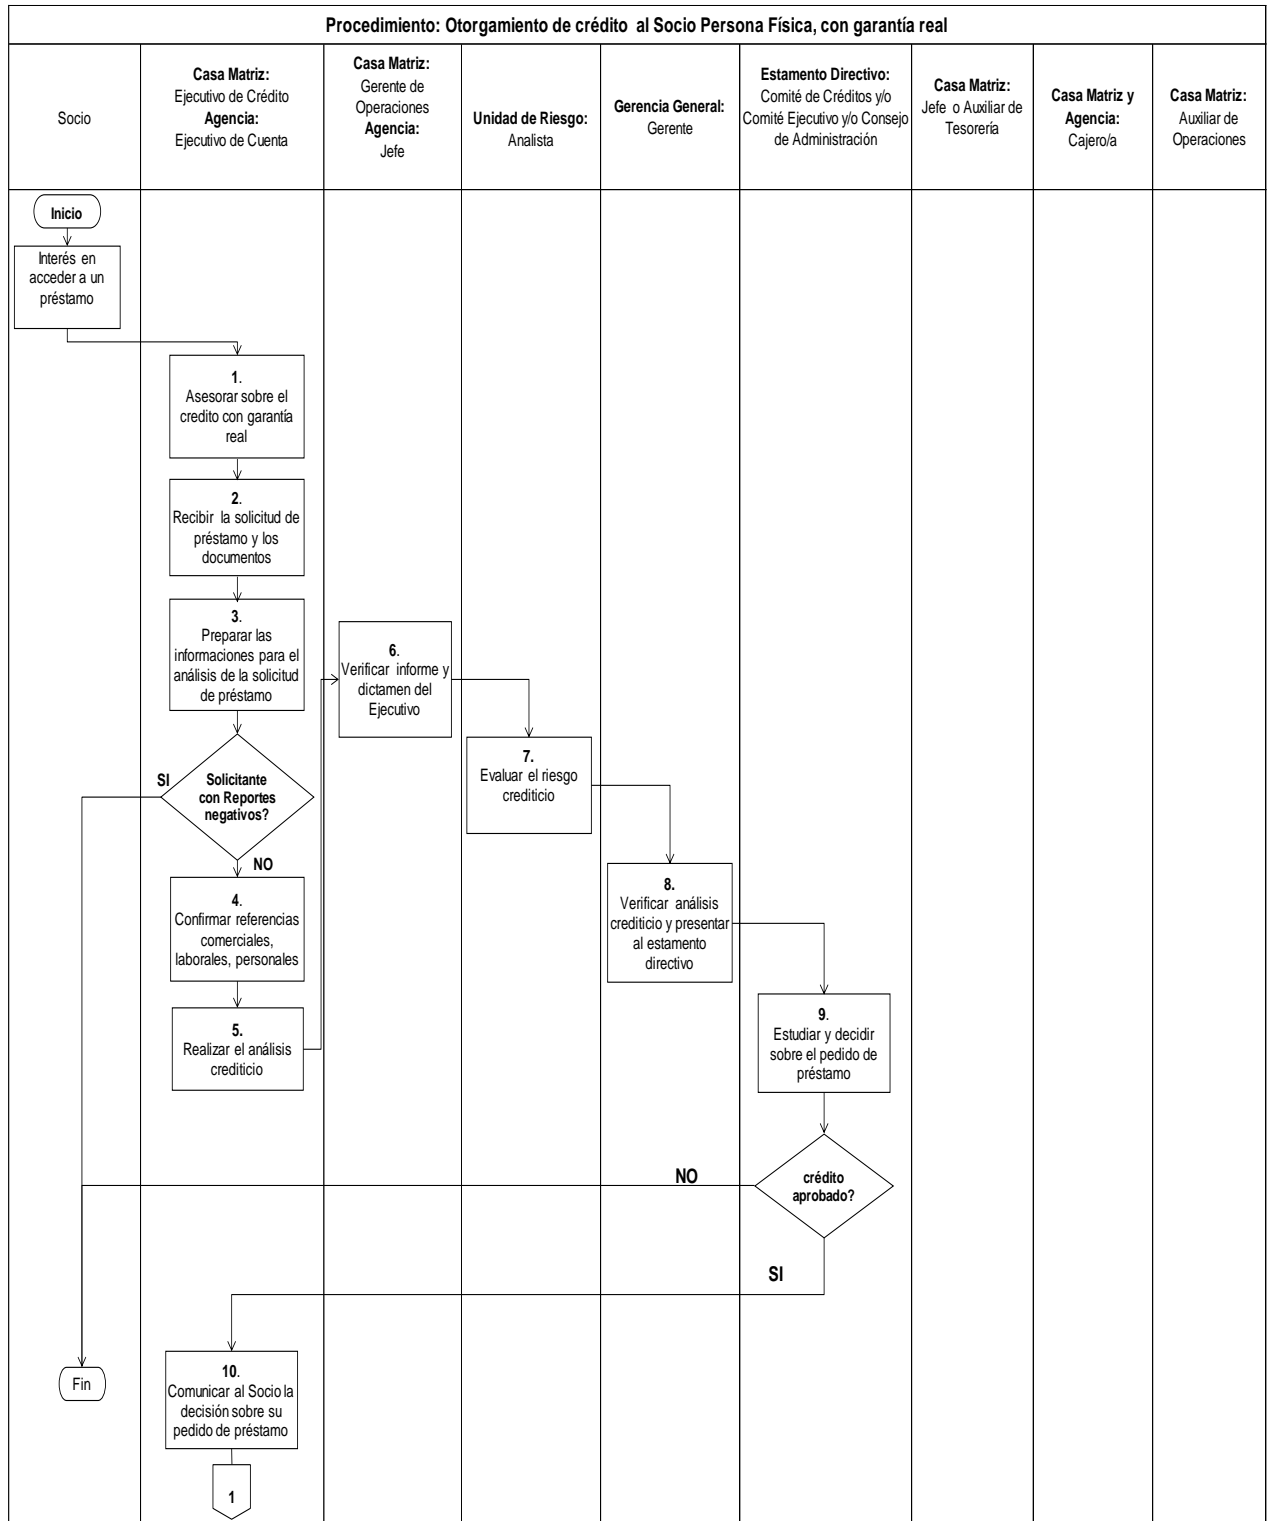 Procedimiento: Otorgamiento de crédito al Socio Persona Física, con garantía real
Socio
Casa Matriz:
Ejecutivo de Crédito
Agencia:
Ejecutivo de Cuenta
Casa Matriz:
Gerente de
Operaciones
Agencia:
Jefe
Unidad de Riesgo:
Analista
Gerencia General:
Gerente
Estamento Directivo:
Comité de Créditos y/o
Comité Ejecutivo y/o Consejo
de Administración
Casa Matriz:
Jefe o Auxiliar de
Tesorería
Casa Matriz y
Agencia:
Cajero/a
Casa Matriz:
Auxiliar de
Operaciones
Inicio
Interés en
acceder a un
préstamo
1.
Asesorar sobre el
credito con garantía
real
2.
Recibir la solicitud de
préstamo y los
documentos
3.
Preparar las
informaciones para el
análisis de la solicitud
de préstamo
SI
Solicitante
con Reportes
negativos?
NO
4.
Confirmar referencias
comerciales,
laborales, personales
5.
Realizar el análisis
crediticio
6.
Verificar informe y
dictamen del
Ejecutivo
7.
Evaluar el riesgo
crediticio
8.
Verificar análisis
crediticio y presentar
al estamento
directivo
9.
Estudiar y decidir
sobre el pedido de
préstamo
NO
crédito
aprobado?
SI
Fin
10.
Comunicar al Socio la
decisión sobre su
pedido de préstamo
1